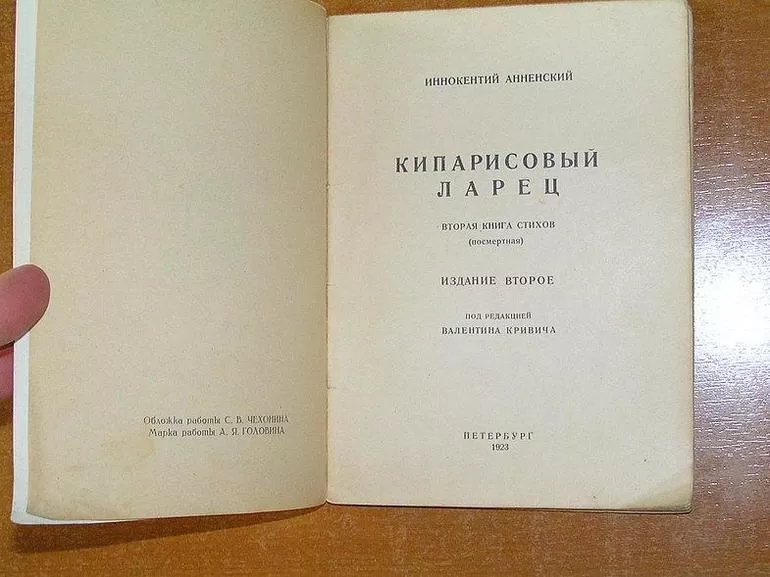 Обложка работы С. В. ЧЕХОНИНА
Марка работы А. Я. ГОЛОВИНА
ИННОКЕНТИЙ АННЕНСКИЙ
КИПАРИСОВЫЙ
ЛАРЕЦ
ВТОРАЯ КНИГА СТИХОВ
(посмертная)
ИЗДАНИЕ ВТОРОЕ
ПОД РЕДАКЦИЕЙ
ВАЛЕНТИНА КРИВИЧА
ПЕТЕРБУРГ
1923